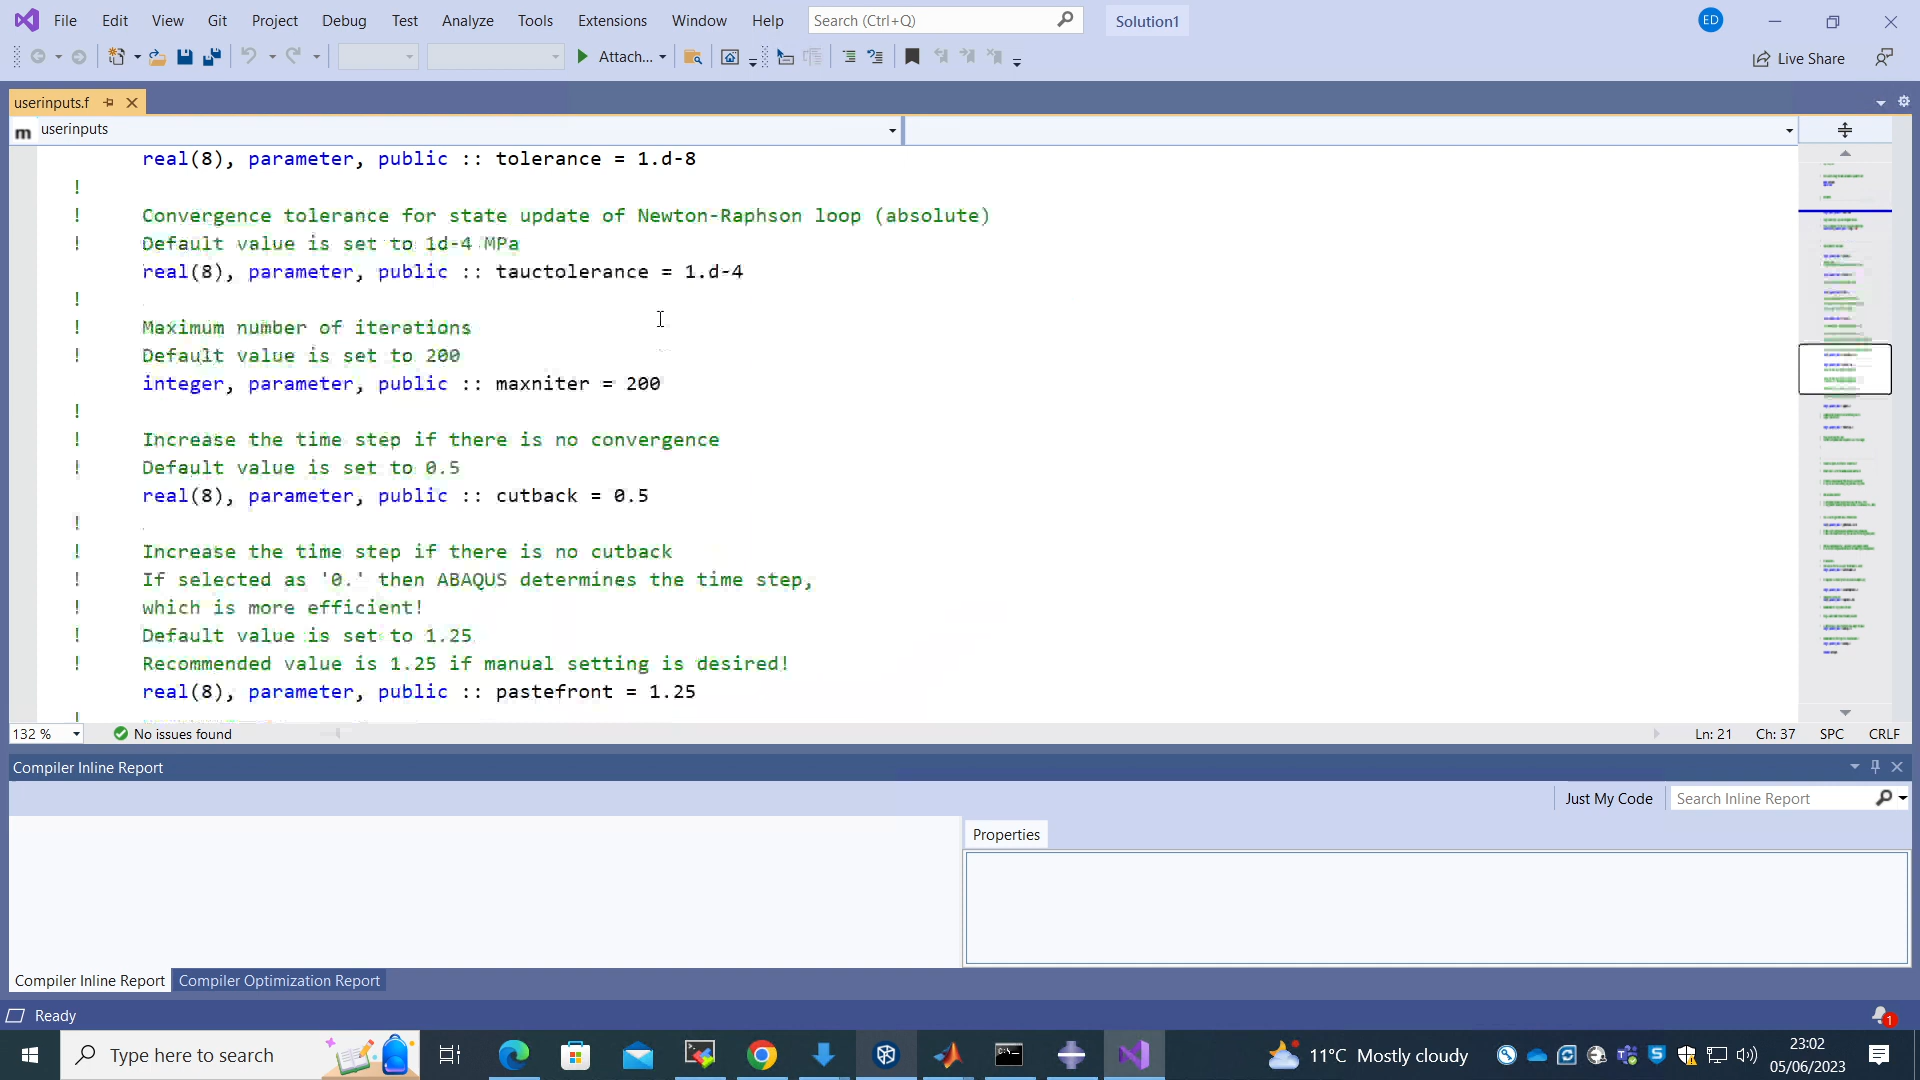 File Edit View Git Project Debug Test Analyze Tools Extensions Window Help Search (Ctrl+Q) Solution1 ED
Attach... Live Share
userinputs.f
userinputs
real(8), parameter, public :: tolerance = 1.d-8
!
! Convergence tolerance for state update of Newton-Raphson loop (absolute)
! Default value is set to 1d-4 MPa
real(8), parameter, public :: tauctolerance = 1.d-4
!
! Maximum number of iterations
! Default value is set to 200
integer, parameter, public :: maxniter = 200
!
! Increase the time step if there is no convergence
! Default value is set to 0.5
real(8), parameter, public :: cutback = 0.5
!
! Increase the time step if there is no cutback
! If selected as '0.' then ABAQUS determines the time step,
! which is more efficient!
! Default value is set to 1.25
! Recommended value is 1.25 if manual setting is desired!
real(8), parameter, public :: pastefront = 1.25
!
132 % No issues found Ln: 21 Ch: 37 SPC CRLF
Compiler Inline Report
Just My Code Search Inline Report
Properties
Compiler Inline Report Compiler Optimization Report
Ready 1
Type here to search 11°C Mostly cloudy 23:02
05/06/2023